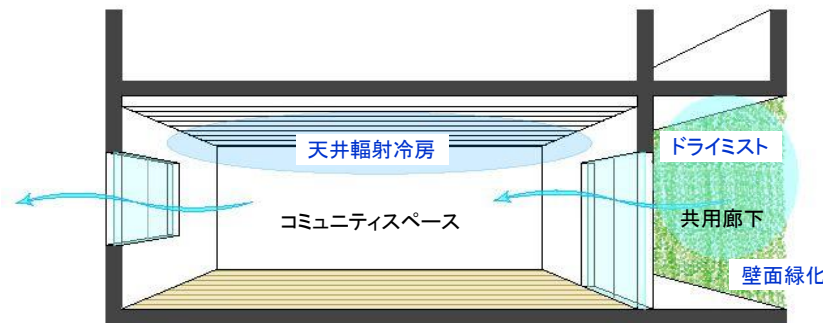 天井輻射冷房
ドライミスト
コミュニティスペース
共用廊下
壁面緑化